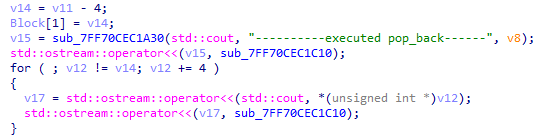 v14 = v11 - 4;
Block[1] = v14;
v15 = sub_7FF70CEC1A30(std::cout, "----------executed pop_back------", v8);
std::ostream::operator<<(v15, sub_7FF70CEC1C10);
for ( ; v12 != v14; v12 += 4 )
{
v17 = std::ostream::operator<<(std::cout, *(unsigned int *)v12);
std::ostream::operator<<(v17, sub_7FF70CEC1C10);
}